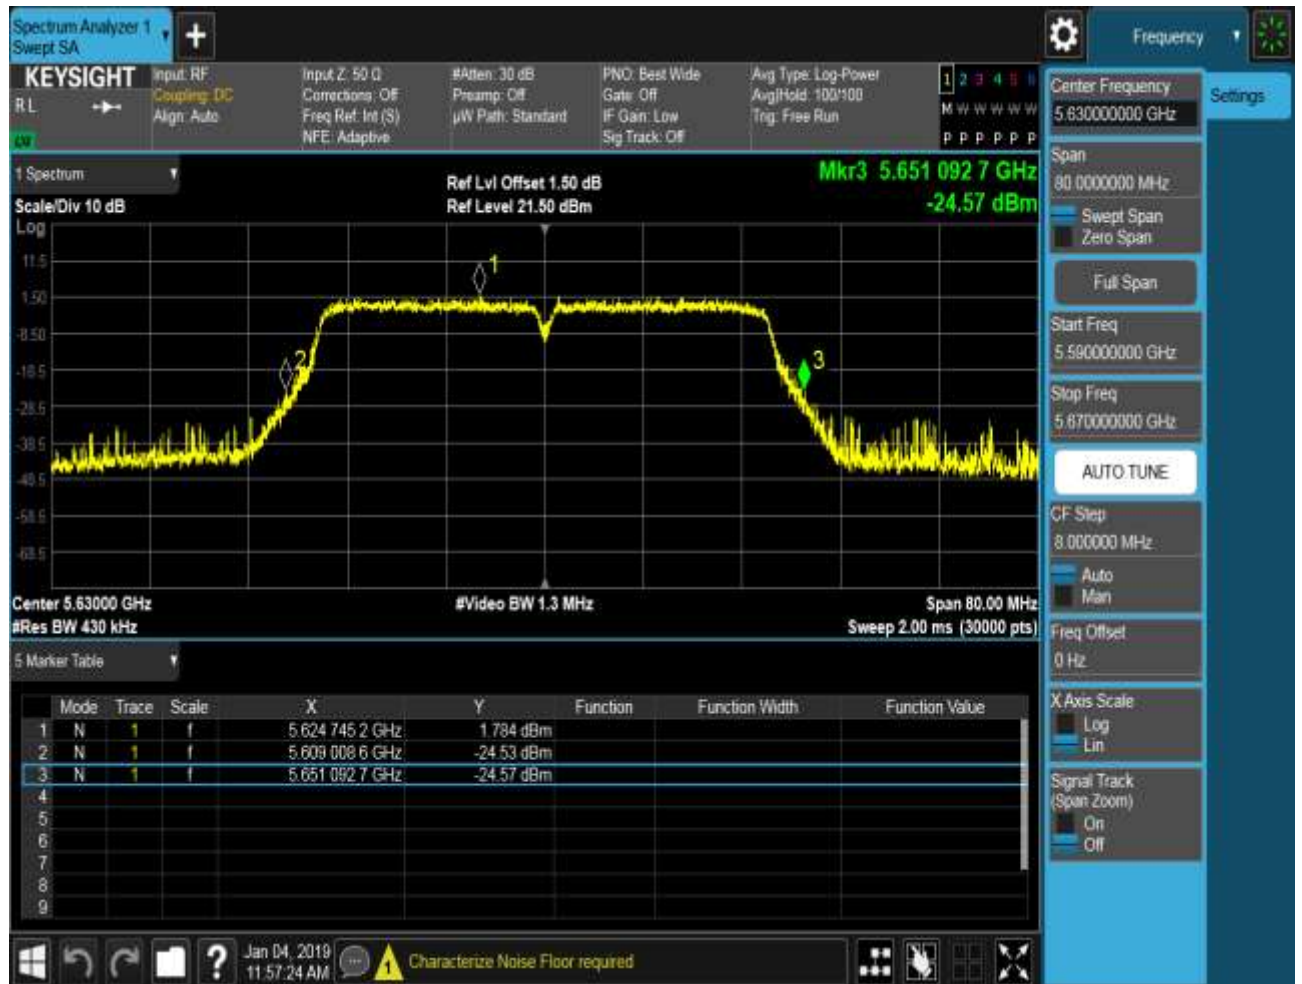 Spectrum Analyzer 1
Swept SA
+
Frequency
KEYSIGHT
R L
Input: RF
Coupling: DC
Align: Auto
Input Z: 50 Ω
Corrections: Off
Freq Ref: Int (S)
NFE: Adaptive
#Atten: 30 dB
Preamp: Off
µW Path: Standard
PNO: Best Wide
Gate: Off
IF Gain: Low
Sig Track: Off
Avg Type: Log-Power
Avg|Hold: 100/100
Trig: Free Run
1 2 3 4 5 6
M W W W W W
P P P P P P
1 Spectrum
Scale/Div 10 dB
Ref Lvl Offset 1.50 dB
Ref Level 21.50 dBm
Mkr3 5.651 092 7 GHz
-24.57 dBm
Log
11.5
1.50
-8.50
-18.5
-28.5
-38.5
-48.5
-58.5
-68.5
1
2
3
Center 5.63000 GHz
#Res BW 430 kHz
#Video BW 1.3 MHz
Span 80.00 MHz
Sweep 2.00 ms (30000 pts)
5 Marker Table
Mode Trace Scale X Y Function Function Width Function Value
1 N 1 f 5.624 745 2 GHz 1.784 dBm
2 N 1 f 5.609 008 6 GHz -24.53 dBm
3 N 1 f 5.651 092 7 GHz -24.57 dBm
4
5
6
7
8
9
Jan 04, 2019
11:57:24 AM
?
1
Characterize Noise Floor required
Center Frequency
5.630000000 GHz
Settings
Span
80.0000000 MHz
Swept Span
Zero Span
Full Span
Start Freq
5.590000000 GHz
Stop Freq
5.670000000 GHz
AUTO TUNE
CF Step
8.000000 MHz
Auto
Man
Freq Offset
0 Hz
X Axis Scale
Log
Lin
Signal Track
(Span Zoom)
On
Off